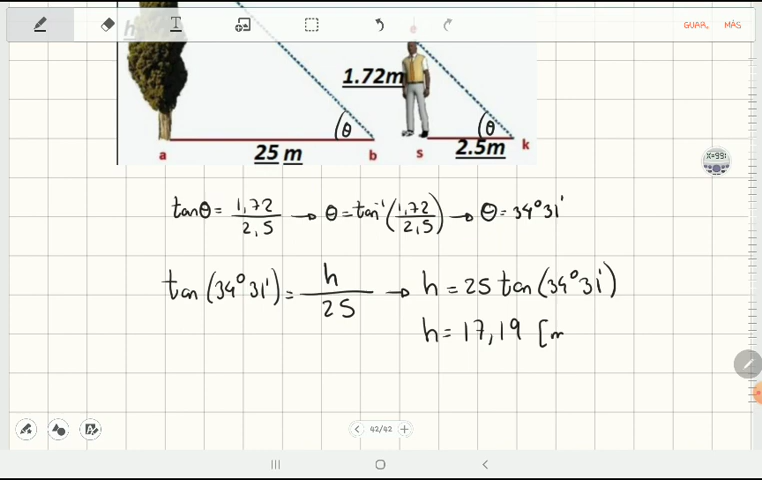 h
T
GUAR.
MÁS
1.72m
θ
θ
a
25 m
b
s
2.5m
k
X=99:
tanθ = 1,72 / 2,5 → θ = tan⁻¹(1,72 / 2,5) → θ = 34°31'
tan(34°31') = h / 25 → h = 25 tan(34°31')
h = 17,19 [m
42/42